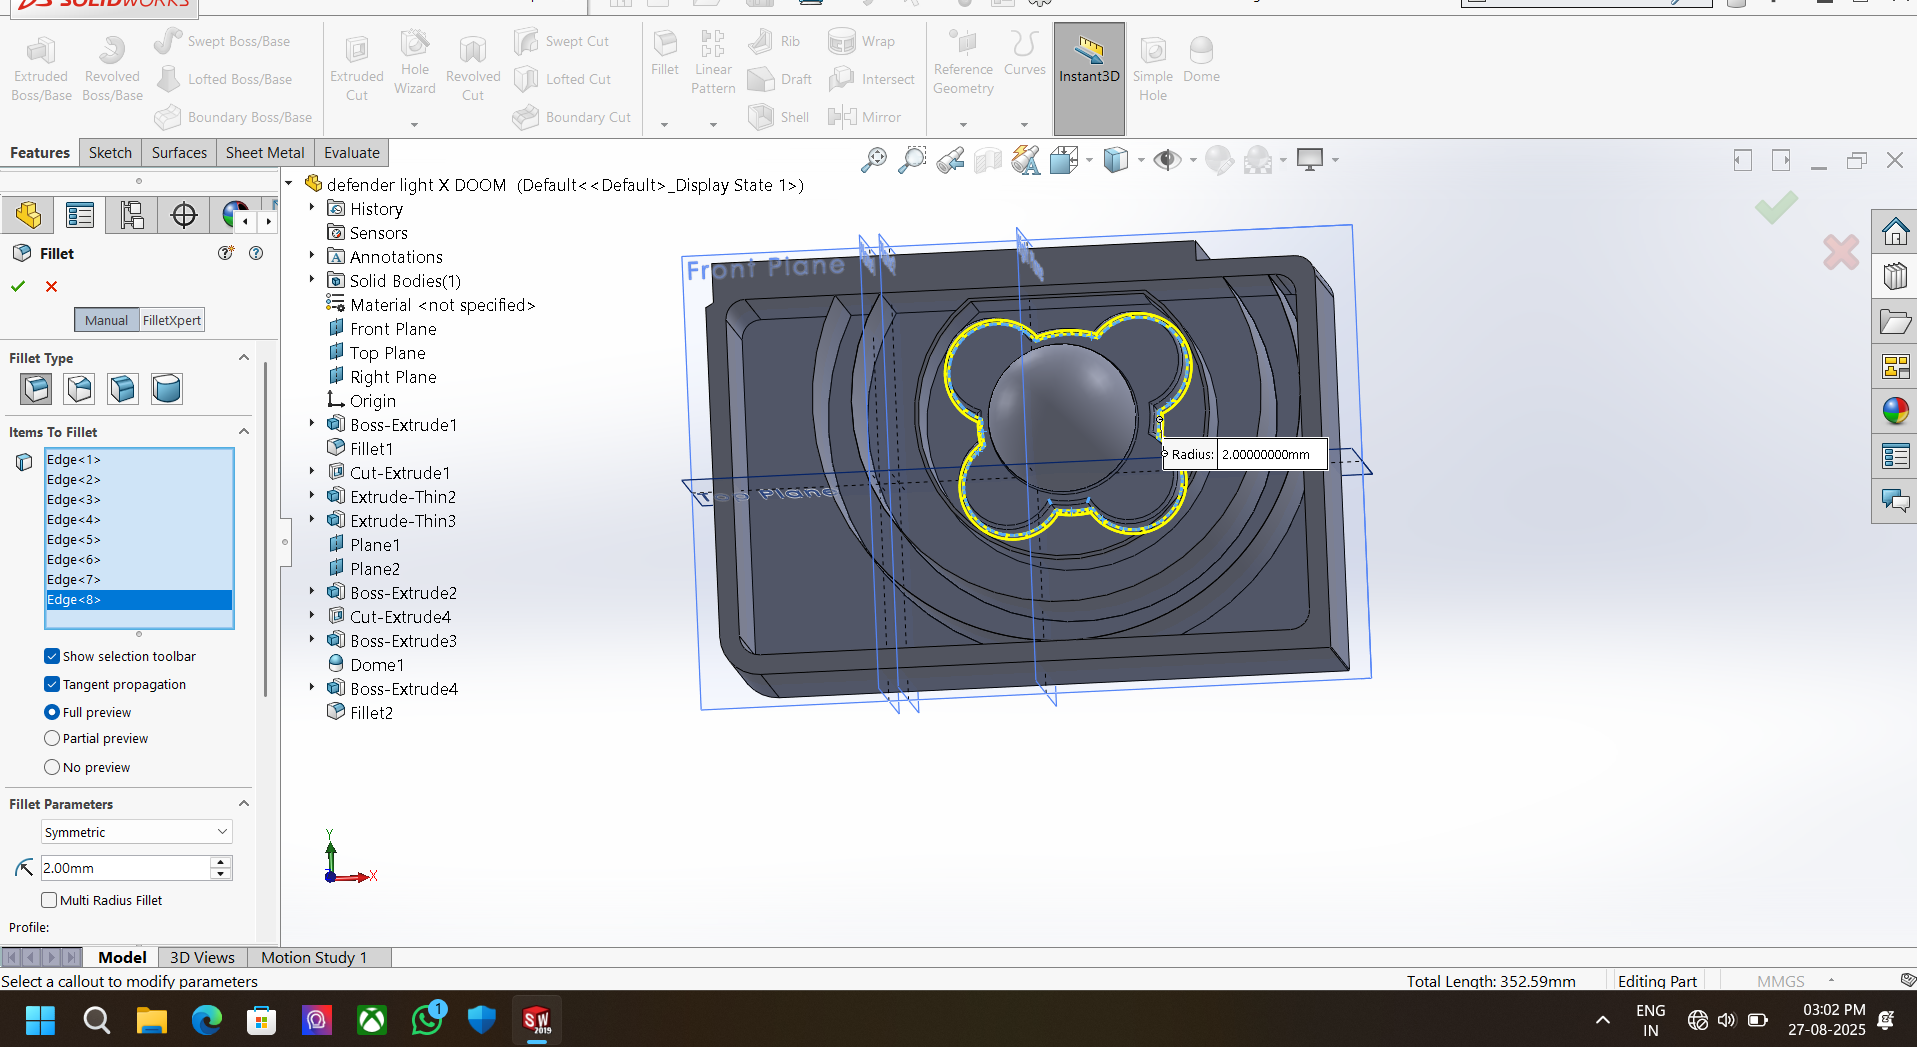 SOLIDWORKS
Extruded Boss/Base
Revolved Boss/Base
Swept Boss/Base
Lofted Boss/Base
Boundary Boss/Base
Extruded Cut
Hole Wizard
Revolved Cut
Swept Cut
Lofted Cut
Boundary Cut
Fillet
Linear Pattern
Rib
Draft
Shell
Wrap
Intersect
Mirror
Reference Geometry
Curves
Instant3D
Simple Hole
Dome
Features
Sketch
Surfaces
Sheet Metal
Evaluate
Fillet
Manual
FilletXpert
Fillet Type
Items To Fillet
Edge<1>
Edge<2>
Edge<3>
Edge<4>
Edge<5>
Edge<6>
Edge<7>
Edge<8>
Show selection toolbar
Tangent propagation
Full preview
Partial preview
No preview
Fillet Parameters
Symmetric
2.00mm
Multi Radius Fillet
Profile:
defender light X DOOM (Default<<Default>_Display State 1>)
History
Sensors
Annotations
Solid Bodies(1)
Material <not specified>
Front Plane
Top Plane
Right Plane
Origin
Boss-Extrude1
Fillet1
Cut-Extrude1
Extrude-Thin2
Extrude-Thin3
Plane1
Plane2
Boss-Extrude2
Cut-Extrude4
Boss-Extrude3
Dome1
Boss-Extrude4
Fillet2
Front Plane
Top Plane
Radius: 2.00000000mm
Y
X
Model
3D Views
Motion Study 1
Select a callout to modify parameters
Total Length: 352.59mm
Editing Part
MMGS
1
SW
2019
ENG
IN
03:02 PM
27-08-2025